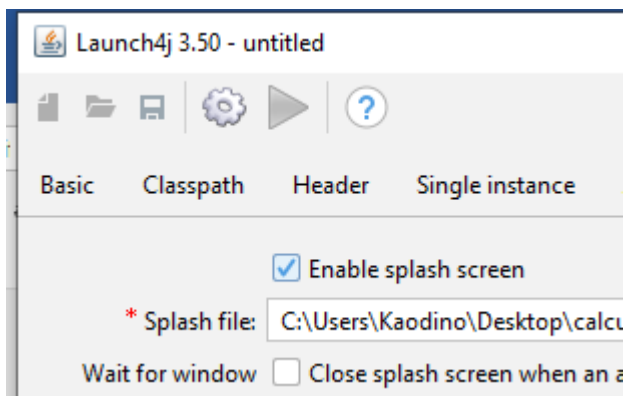 Launch4j 3.50 - untitled
?
Basic Classpath Header Single instance
Enable splash screen
* Splash file: C:\Users\Kaodino\Desktop\calcu
Wait for window Close splash screen when an a